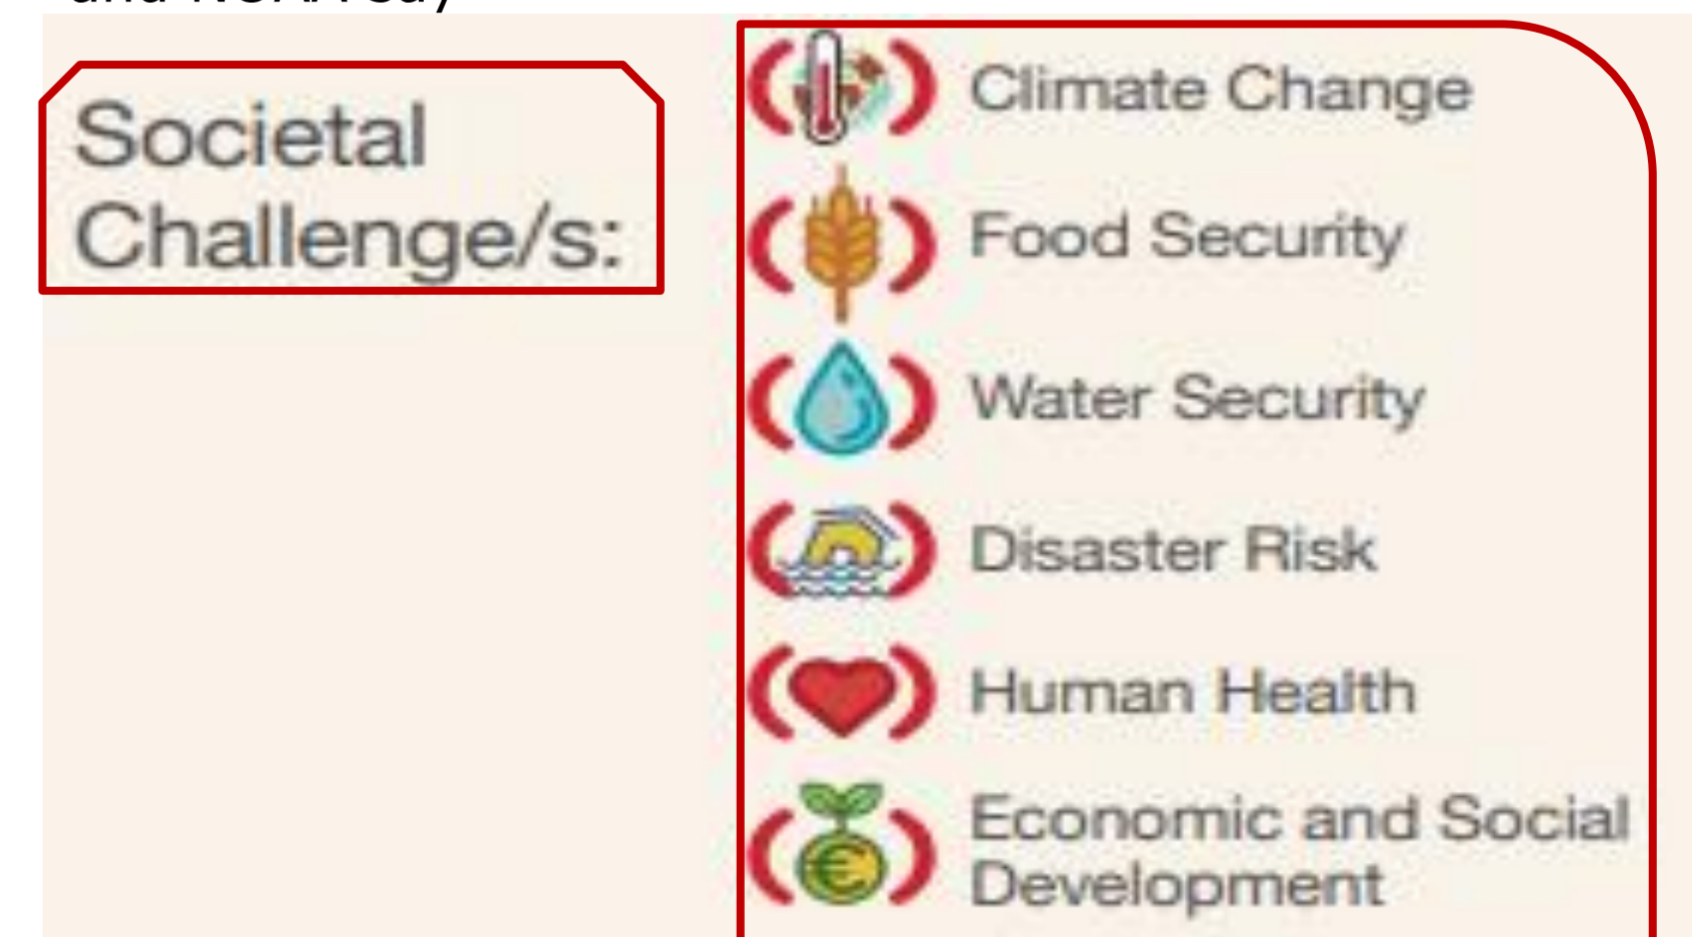 Societal
Challenge/s:
Climate Change
Food Security
Water Security
Disaster Risk
Human Health
Economic and Social
Development